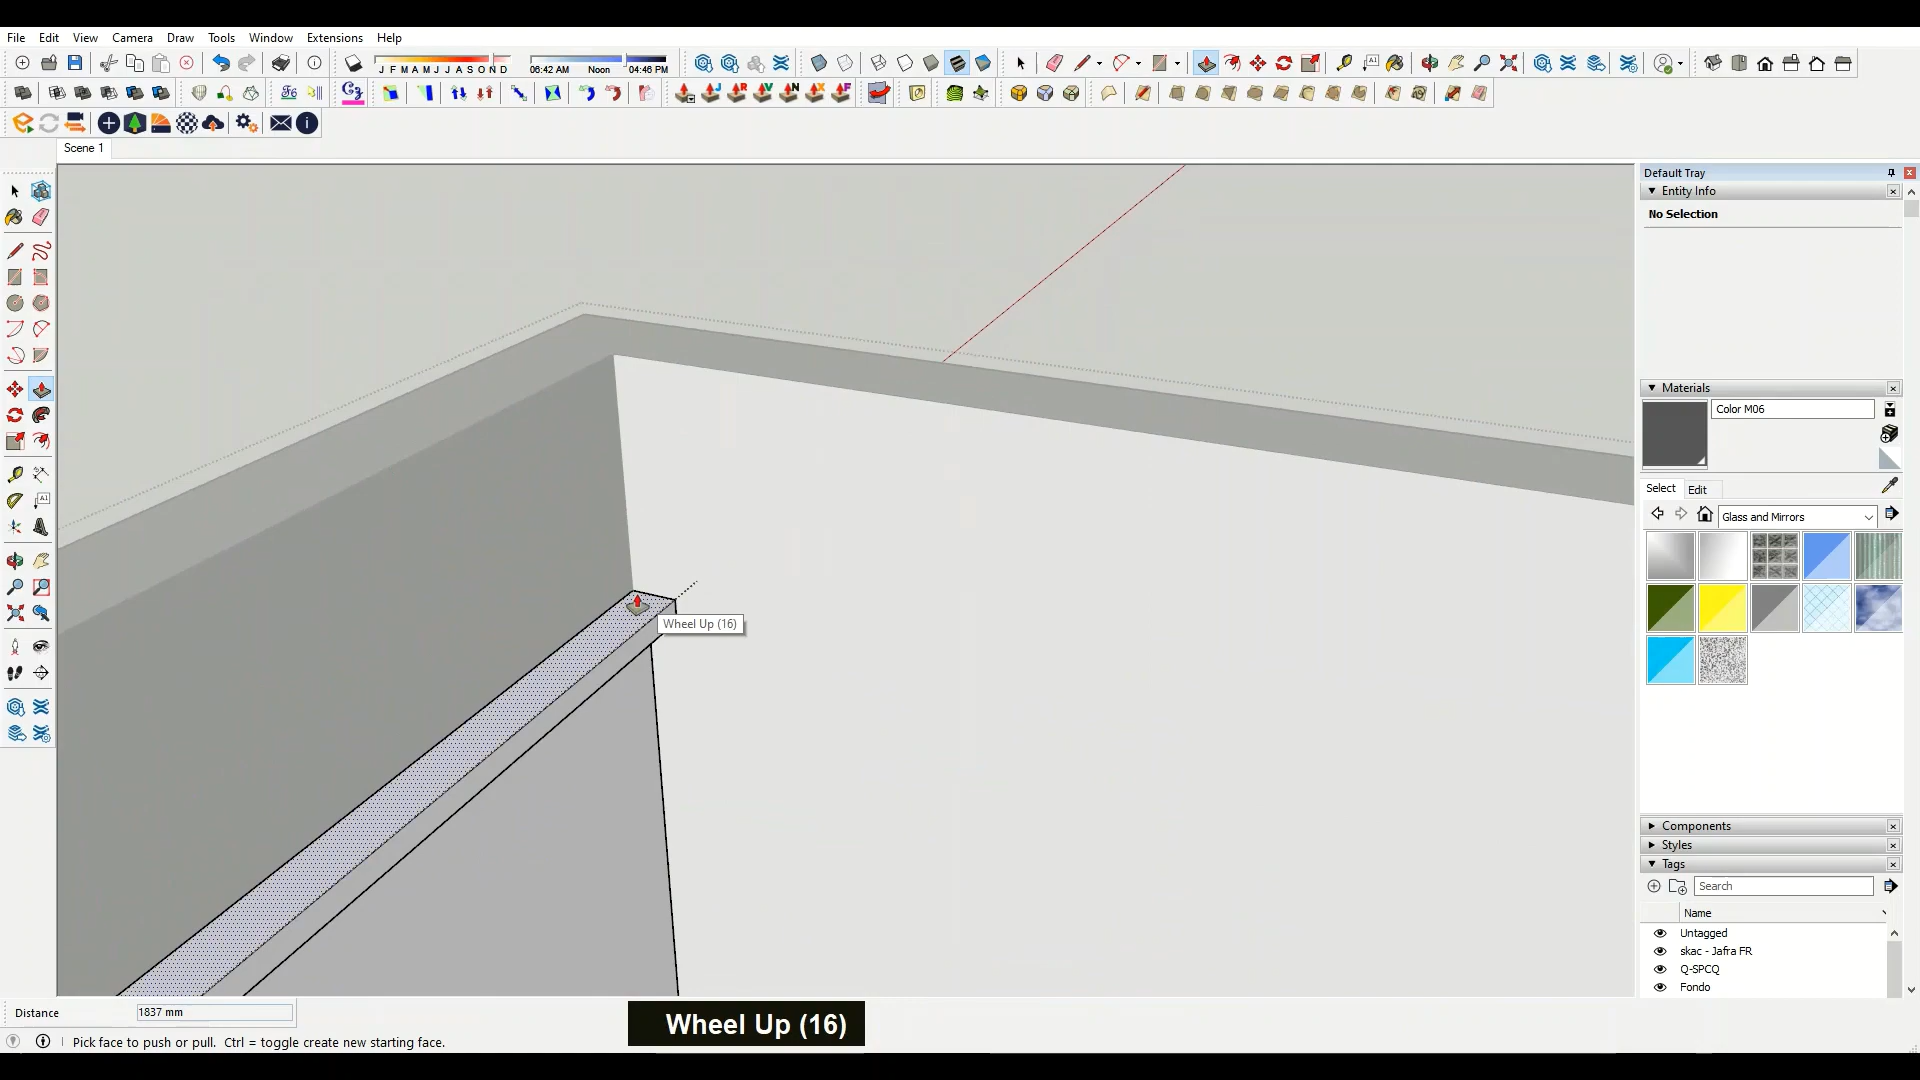 File Edit View Camera Draw Tools Window Extensions Help
J F M A M J J A S O N D
06:42 AM Noon 04:46 PM
Scene 1
Default Tray
Entity Info
No Selection
Materials
Color M06
Select Edit
Glass and Mirrors
Wheel Up (16)
Components
Styles
Tags
Search
Name
Untagged
skac - Jafra FR
Q-SPCQ
Fondo
Distance 1837 mm
Wheel Up (16)
Pick face to push or pull. Ctrl = toggle create new starting face.